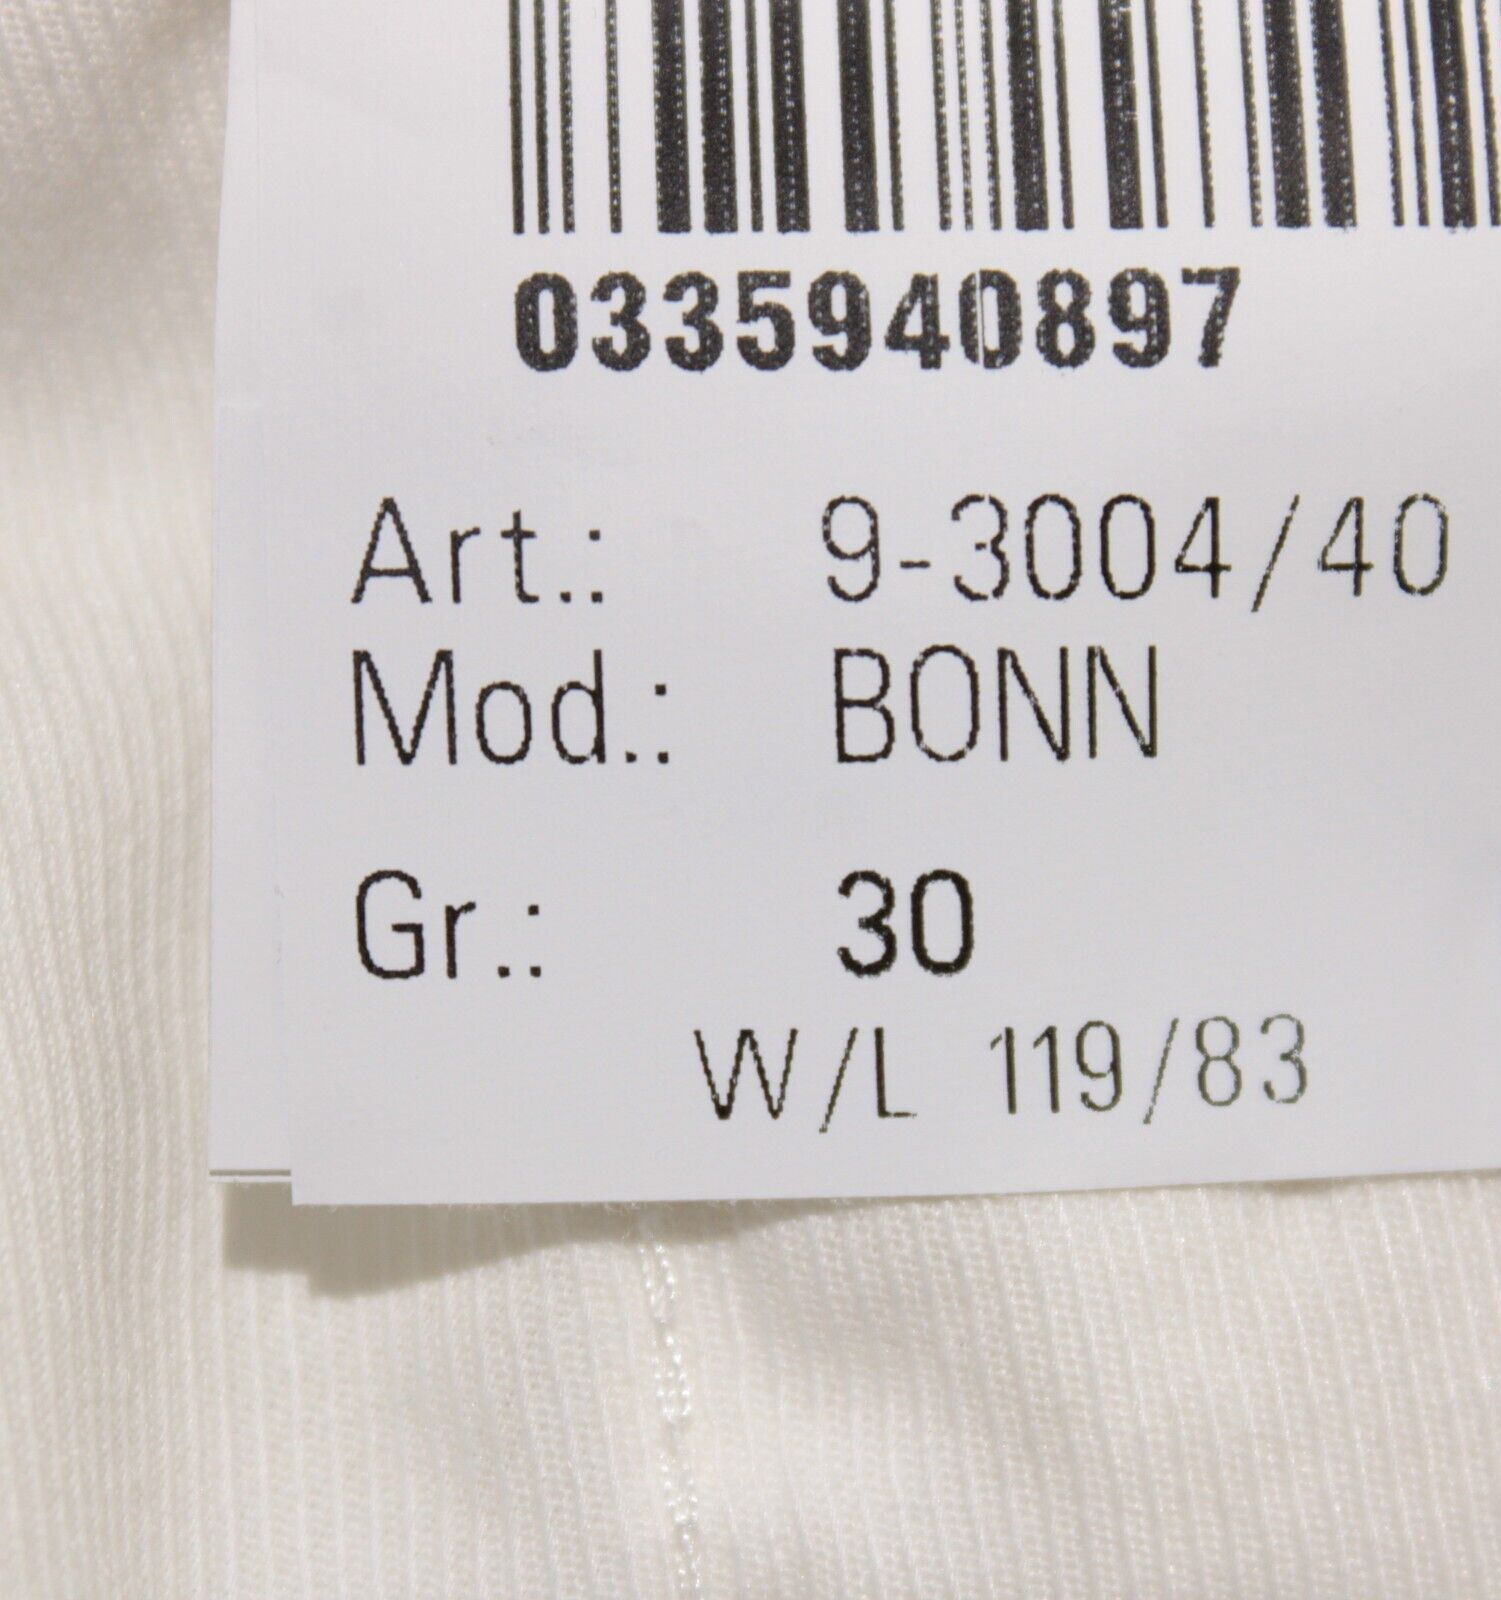 0335940897
Art.: 9-3004/40
Mod.: BONN
Gr.: 30
W/L 119/83